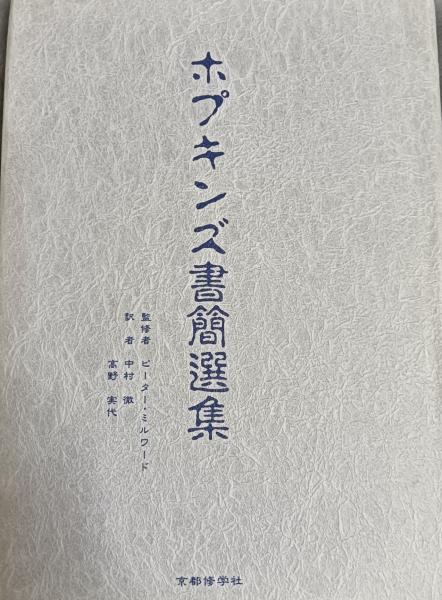 ホプキンズ書簡選集
監修者 ピーター・ミルワード
訳者 中村 徹
高野 実代
京都修学社